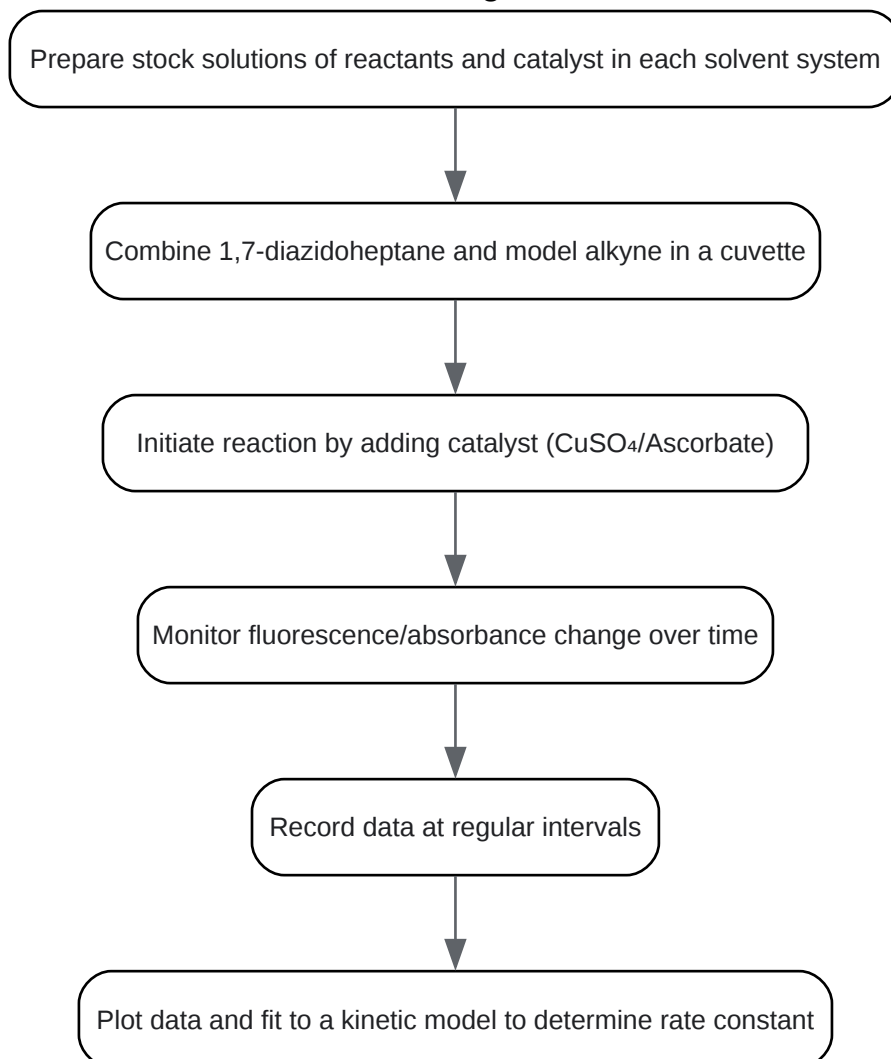 Prepare stock solutions of reactants and catalyst in each solvent system
Combine 1,7-diazidoheptane and model alkyne in a cuvette
Initiate reaction by adding catalyst (CuSO₄/Ascorbate)
Monitor fluorescence/absorbance change over time
Record data at regular intervals
Plot data and fit to a kinetic model to determine rate constant